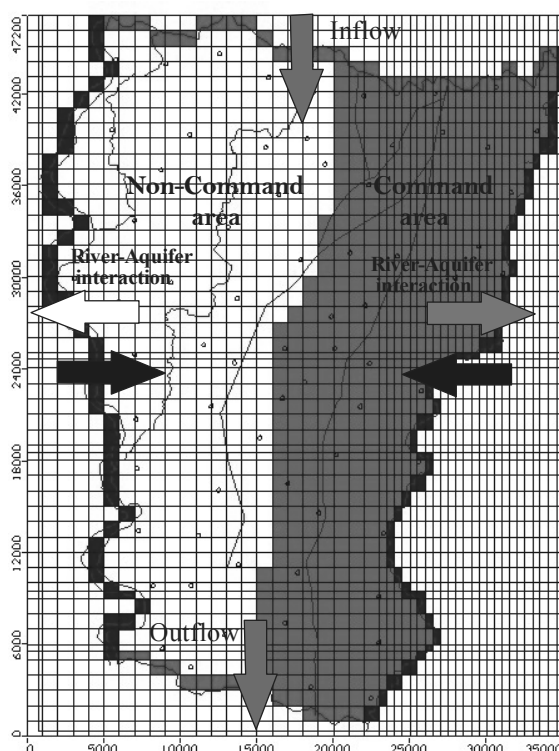 47200
Inflow
42000
Non-Command
area
Command
area
36000
River-Aquifer
interaction
River-Aquifer
interaction
30000
24000
18000
12000
Outflow
6000
0
0
5000
10000
15000
20000
25000
30000